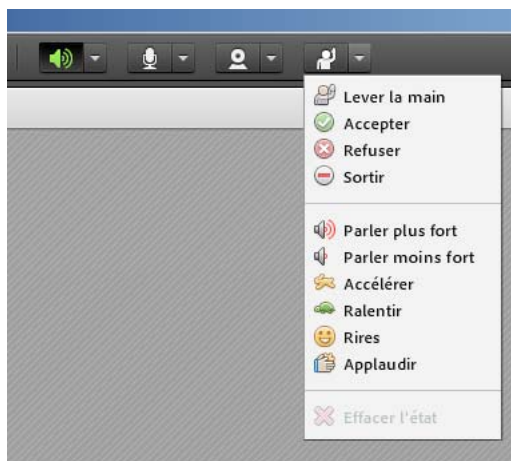 Lever la main
Accepter
Refuser
Sortir
Parler plus fort
Parler moins fort
Accélérer
Ralentir
Rires
Applaudir
Effacer l'état